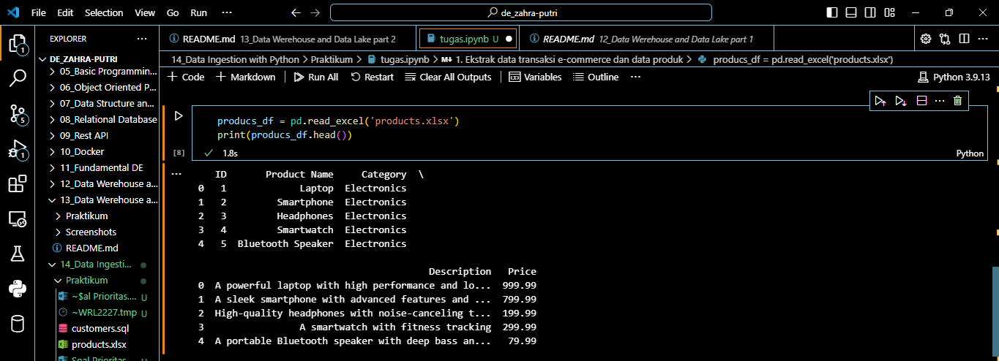 File Edit Selection View Go Run ··· de_zahra-putri
EXPLORER ···
DE_ZAHRA-PUTRI
05_Basic Programmin...
06_Object Oriented P...
07_Data Structure an...
08_Relational Database
09_Rest API
10_Docker
11_Fundamental DE
12_Data Werehouse a...
13_Data Werehouse a...
Praktikum
Screenshots
README.md
14_Data Ingesti...
Praktikum
~$al Prioritas.... U
~WRL2227.tmp U
customers.sql
products.xlsx
Soal Prioritas...
1
5
1
README.md 13_Data Werehouse and Data Lake part 2
tugas.ipynb U
README.md 12_Data Werehouse and Data Lake part 1
14_Data Ingestion with Python > Praktikum > tugas.ipynb > M↓ 1. Ekstrak data transaksi e-commerce dan data produk > producs_df = pd.read_excel('products.xlsx')
+ Code + Markdown Run All Restart Clear All Outputs Variables Outline ··· Python 3.9.13
producs_df = pd.read_excel('products.xlsx')
print(producs_df.head())
[8] 1.8s Python
ID Product Name Category \
0 1 Laptop Electronics
1 2 Smartphone Electronics
2 3 Headphones Electronics
3 4 Smartwatch Electronics
4 5 Bluetooth Speaker Electronics
Description Price
0 A powerful laptop with high performance and lo... 999.99
1 A sleek smartphone with advanced features and ... 799.99
2 High-quality headphones with noise-canceling t... 199.99
3 A smartwatch with fitness tracking 299.99
4 A portable Bluetooth speaker with deep bass an... 79.99